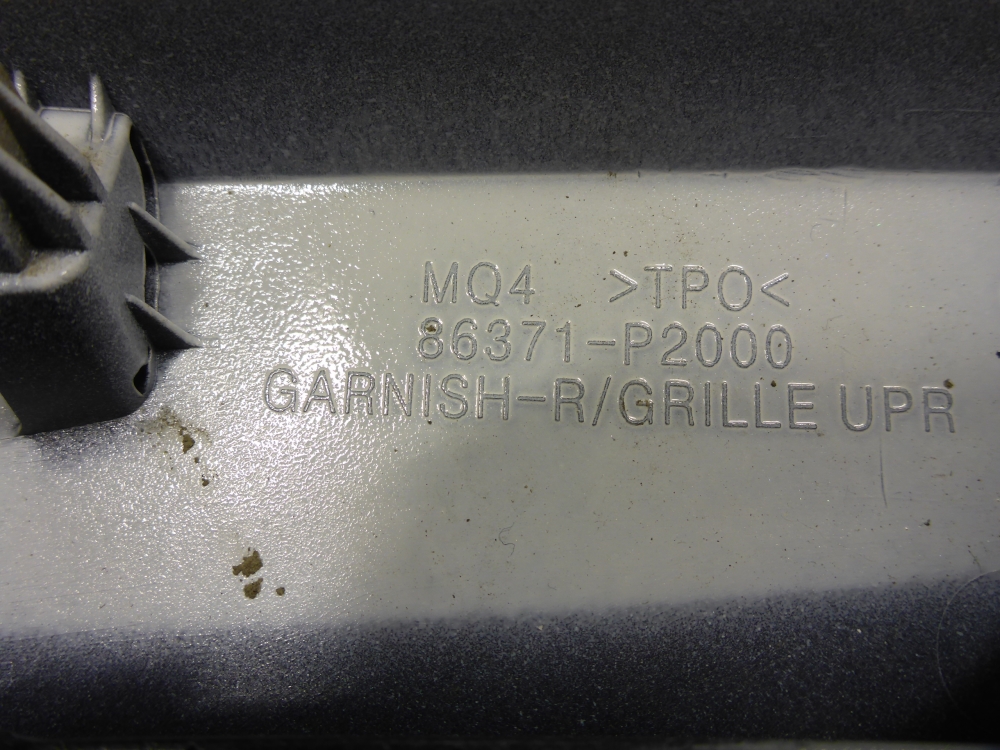 MQ4 >TPO<
86371-P2000
GARNISH-R/GRILLE UPR